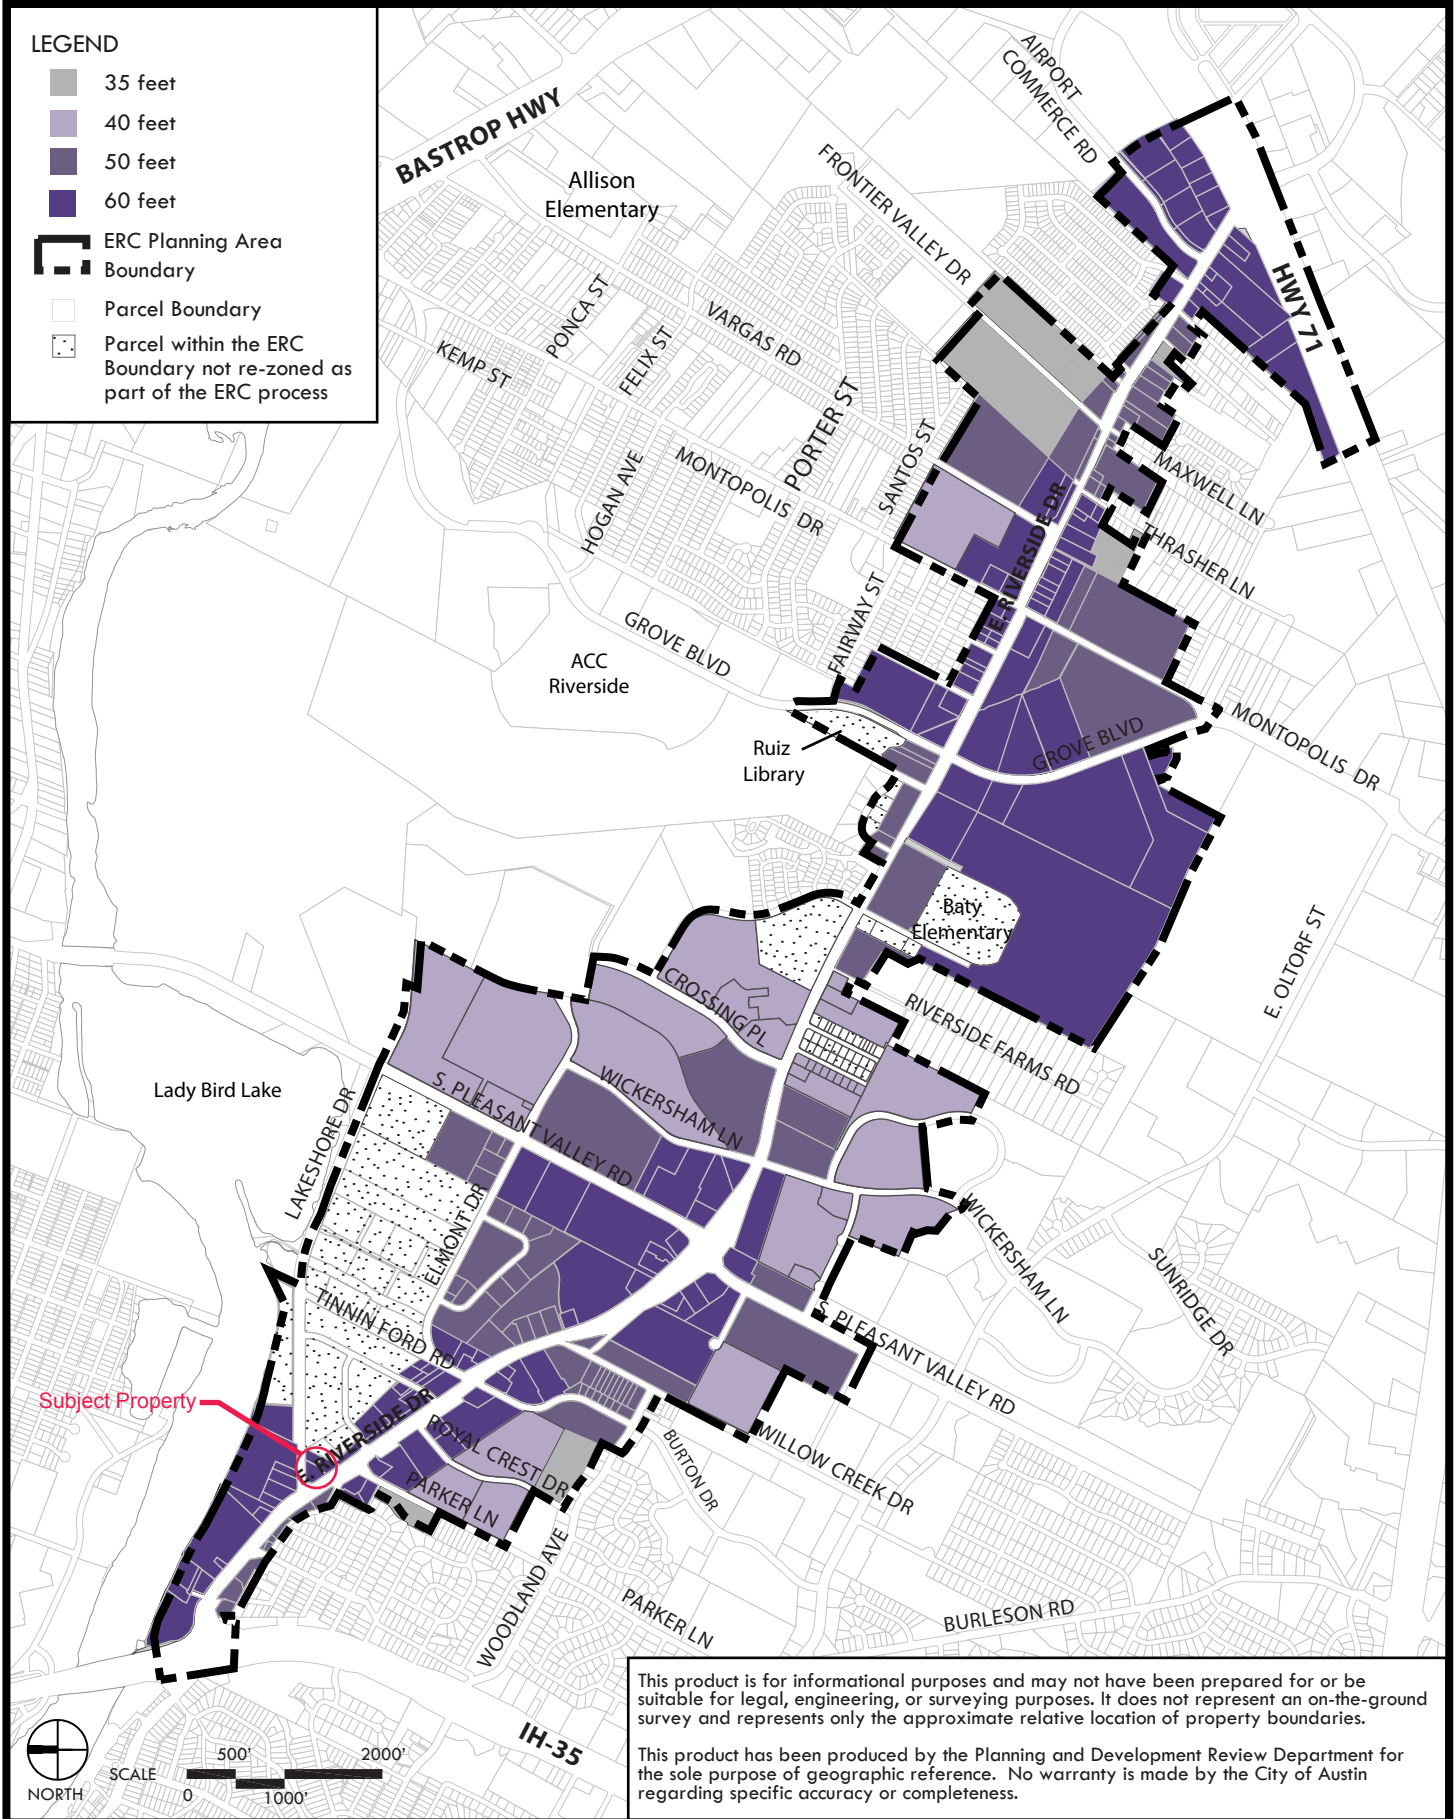 LEGEND
35 feet
40 feet
50 feet
60 feet
ERC Planning Area
Boundary
Parcel Boundary
Parcel within the ERC
Boundary not re-zoned as
part of the ERC process
AIRPORT
COMMERCE RD
BASTROP HWY
FRONTIER VALLEY DR
Allison
Elementary
HWY 71
PONCA ST
VARGAS RD
FELIX ST
KEMP ST
PORTER ST
SANTOS ST
MONTOPOLIS DR
HOGAN AVE
MAXWELL LN
E. RIVERSIDE DR
THRASHER LN
FAIRWAY ST
GROVE BLVD
ACC
Riverside
Ruiz
Library
GROVE BLVD
MONTOPOLIS DR
Baty
Elementary
E. OLTORF ST
CROSSING PL
RIVERSIDE FARMS RD
Lady Bird Lake
LAKESHORE DR
S. PLEASANT VALLEY RD
WICKERSHAM LN
ELMONT DR
WICKERSHAM LN
SUNRIDGE DR
TINNIN FORD RD
S. PLEASANT VALLEY RD
Subject Property
E. RIVERSIDE DR
ROYAL CREST DR
PARKER LN
BURTON DR
WILLOW CREEK DR
WOODLAND AVE
PARKER LN
BURLESON RD
IH-35
NORTH
SCALE
500'
2000'
0
1000'
This product is for informational purposes and may not have been prepared for or be
suitable for legal, engineering, or surveying purposes. It does not represent an on-the-ground
survey and represents only the approximate relative location of property boundaries.
This product has been produced by the Planning and Development Review Department for
the sole purpose of geographic reference. No warranty is made by the City of Austin
regarding specific accuracy or completeness.